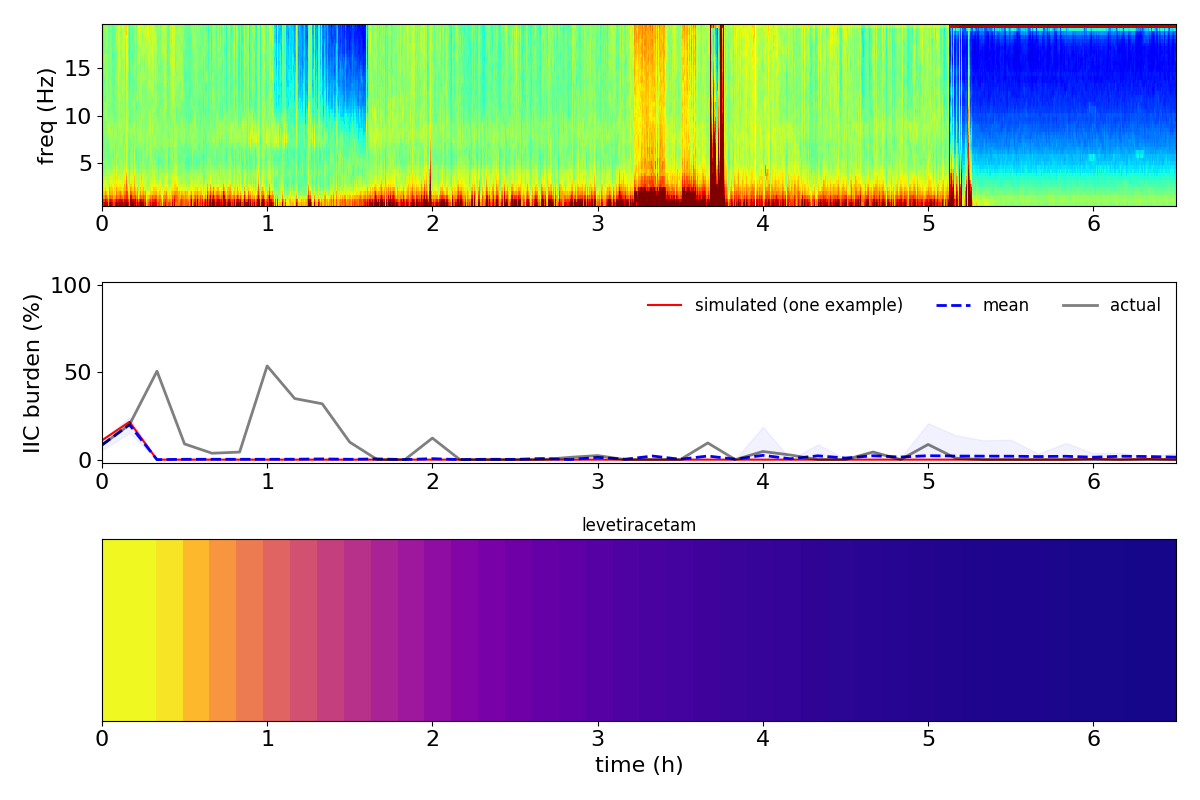 freq (Hz)
15
10
5
0 1 2 3 4 5 6
IIC burden (%)
100
50
0
simulated (one example) mean actual
0 1 2 3 4 5 6
levetiracetam
0 1 2 3 4 5 6
time (h)